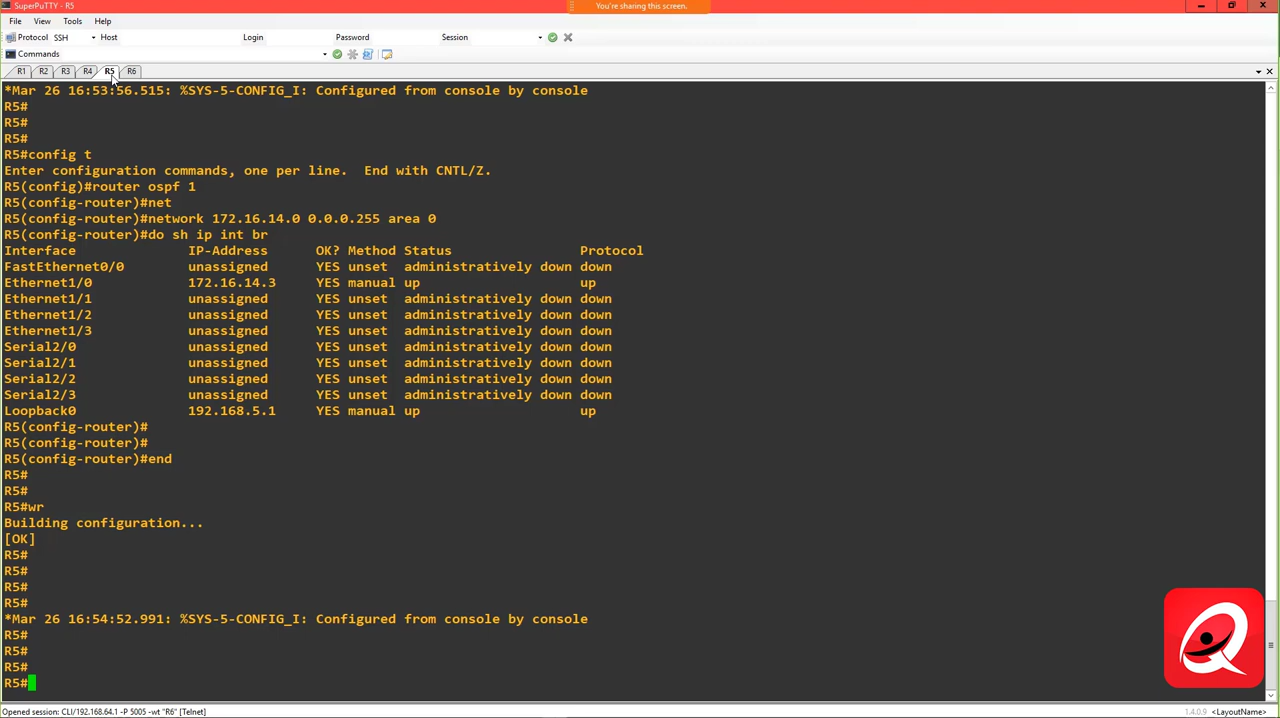 SuperPuTTY - R5
You're sharing this screen.
File View Tools Help
Protocol SSH Host Login Password Session
Commands
R1 R2 R3 R4 R5 R6
*Mar 26 16:53:56.515: %SYS-5-CONFIG_I: Configured from console by console
R5#
R5#
R5#
R5#config t
Enter configuration commands, one per line.  End with CNTL/Z.
R5(config)#router ospf 1
R5(config-router)#net
R5(config-router)#network 172.16.14.0 0.0.0.255 area 0
R5(config-router)#do sh ip int br
Interface              IP-Address      OK? Method Status                Protocol
FastEthernet0/0        unassigned      YES unset  administratively down down
Ethernet1/0            172.16.14.3     YES manual up                    up
Ethernet1/1            unassigned      YES unset  administratively down down
Ethernet1/2            unassigned      YES unset  administratively down down
Ethernet1/3            unassigned      YES unset  administratively down down
Serial2/0              unassigned      YES unset  administratively down down
Serial2/1              unassigned      YES unset  administratively down down
Serial2/2              unassigned      YES unset  administratively down down
Serial2/3              unassigned      YES unset  administratively down down
Loopback0              192.168.5.1     YES manual up                    up
R5(config-router)#
R5(config-router)#
R5(config-router)#end
R5#
R5#
R5#wr
Building configuration...
[OK]
R5#
R5#
R5#
R5#
*Mar 26 16:54:52.991: %SYS-5-CONFIG_I: Configured from console by console
R5#
R5#
R5#
R5#
Opened session: CLI/192.168.64.1 -P 5005 -wt "R6" [Telnet]
1.4.0.9 <LayoutName>